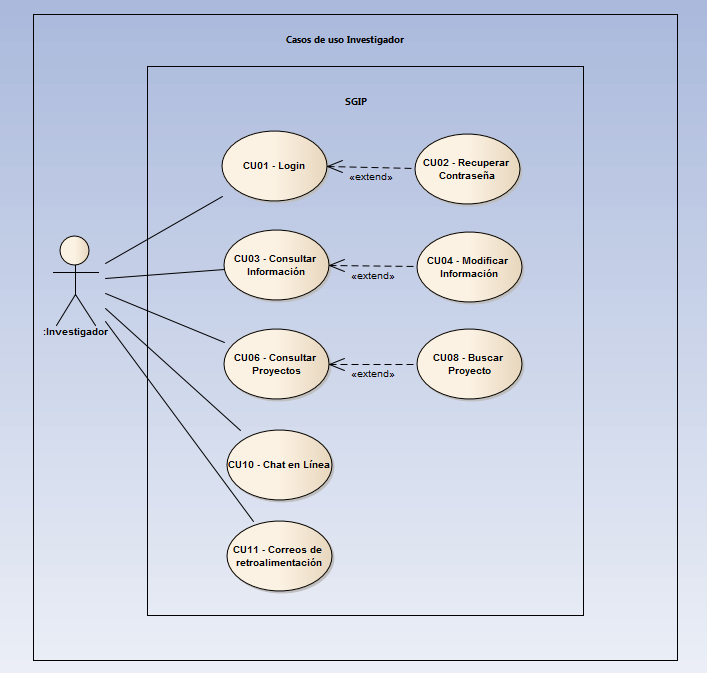 Casos de uso Investigador
SGIP
CU01 - Login
«extend»
CU02 - Recuperar
Contraseña
CU03 - Consultar
Información
«extend»
CU04 - Modificar
Información
:Investigador
CU06 - Consultar
Proyectos
«extend»
CU08 - Buscar
Proyecto
CU10 - Chat en Línea
CU11 - Correos de
retroalimentación